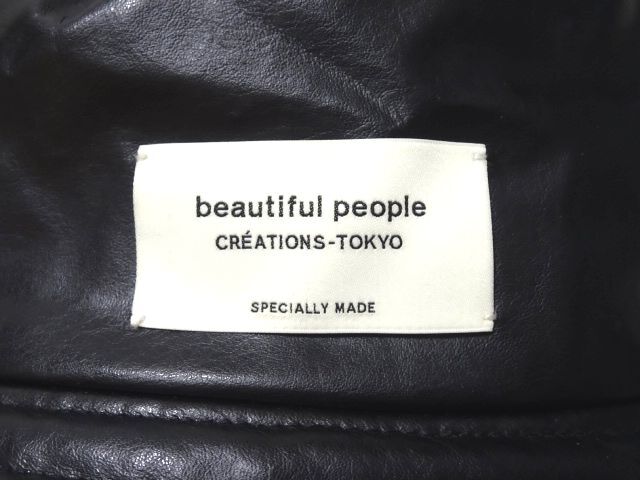 beautiful people
CRÉATIONS-TOKYO
SPECIALLY MADE